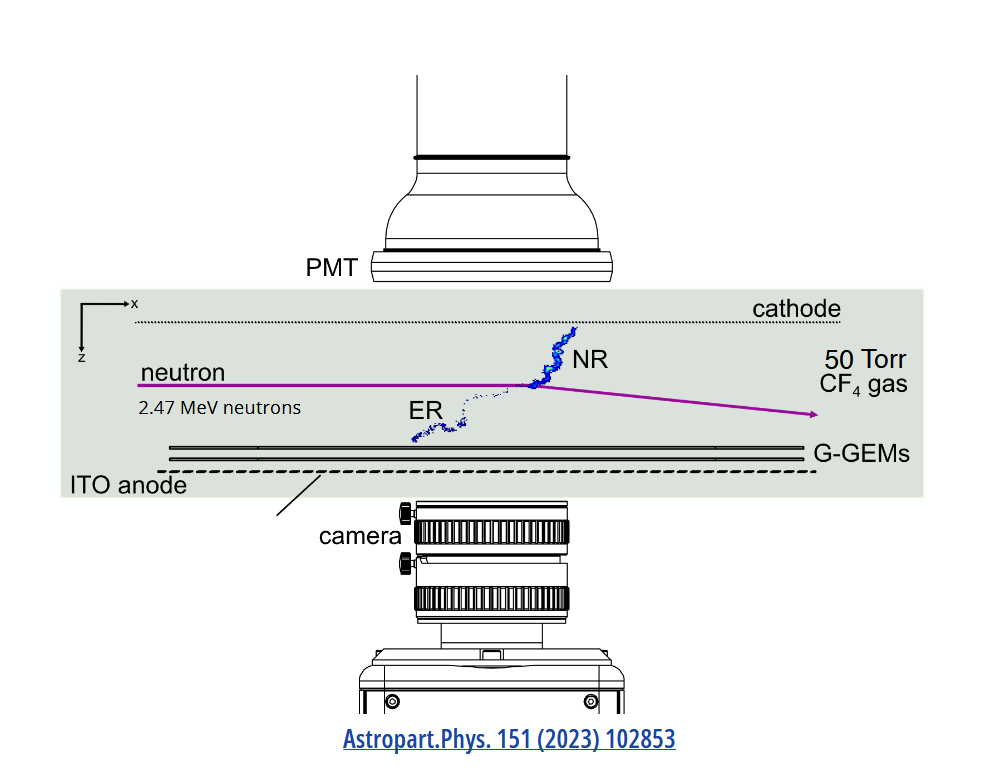 PMT
x
z
cathode
neutron
2.47 MeV neutrons
NR
50 Torr
CF₄ gas
ER
G-GEMs
ITO anode
camera
Astropart.Phys. 151 (2023) 102853